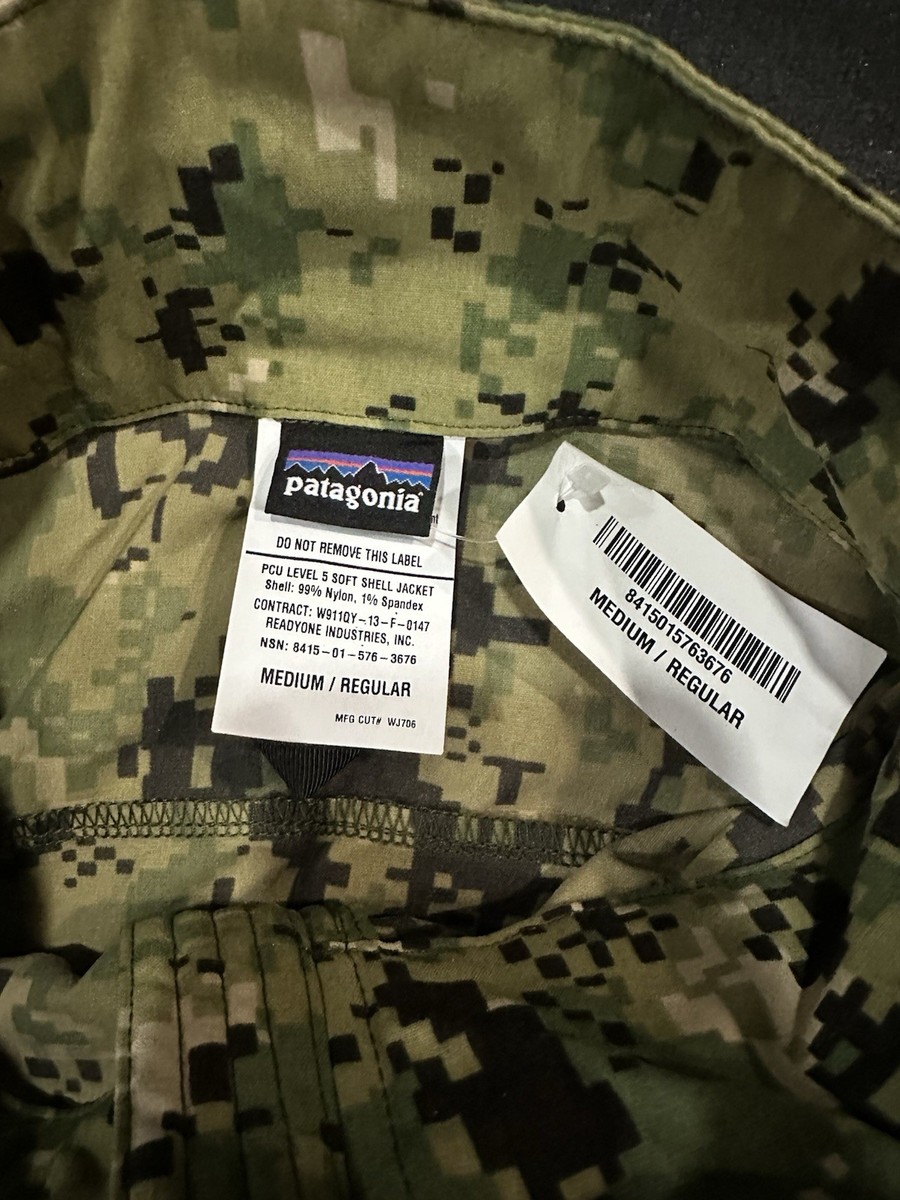 patagonia®
DO NOT REMOVE THIS LABEL
PCU LEVEL 5 SOFT SHELL JACKET
Shell: 99% Nylon, 1% Spandex
CONTRACT: W911QY-13-F-0147
READYONE INDUSTRIES, INC.
NSN: 8415-01-576-3676
MEDIUM / REGULAR
MFG CUT# WJ706
8415015763676
MEDIUM / REGULAR